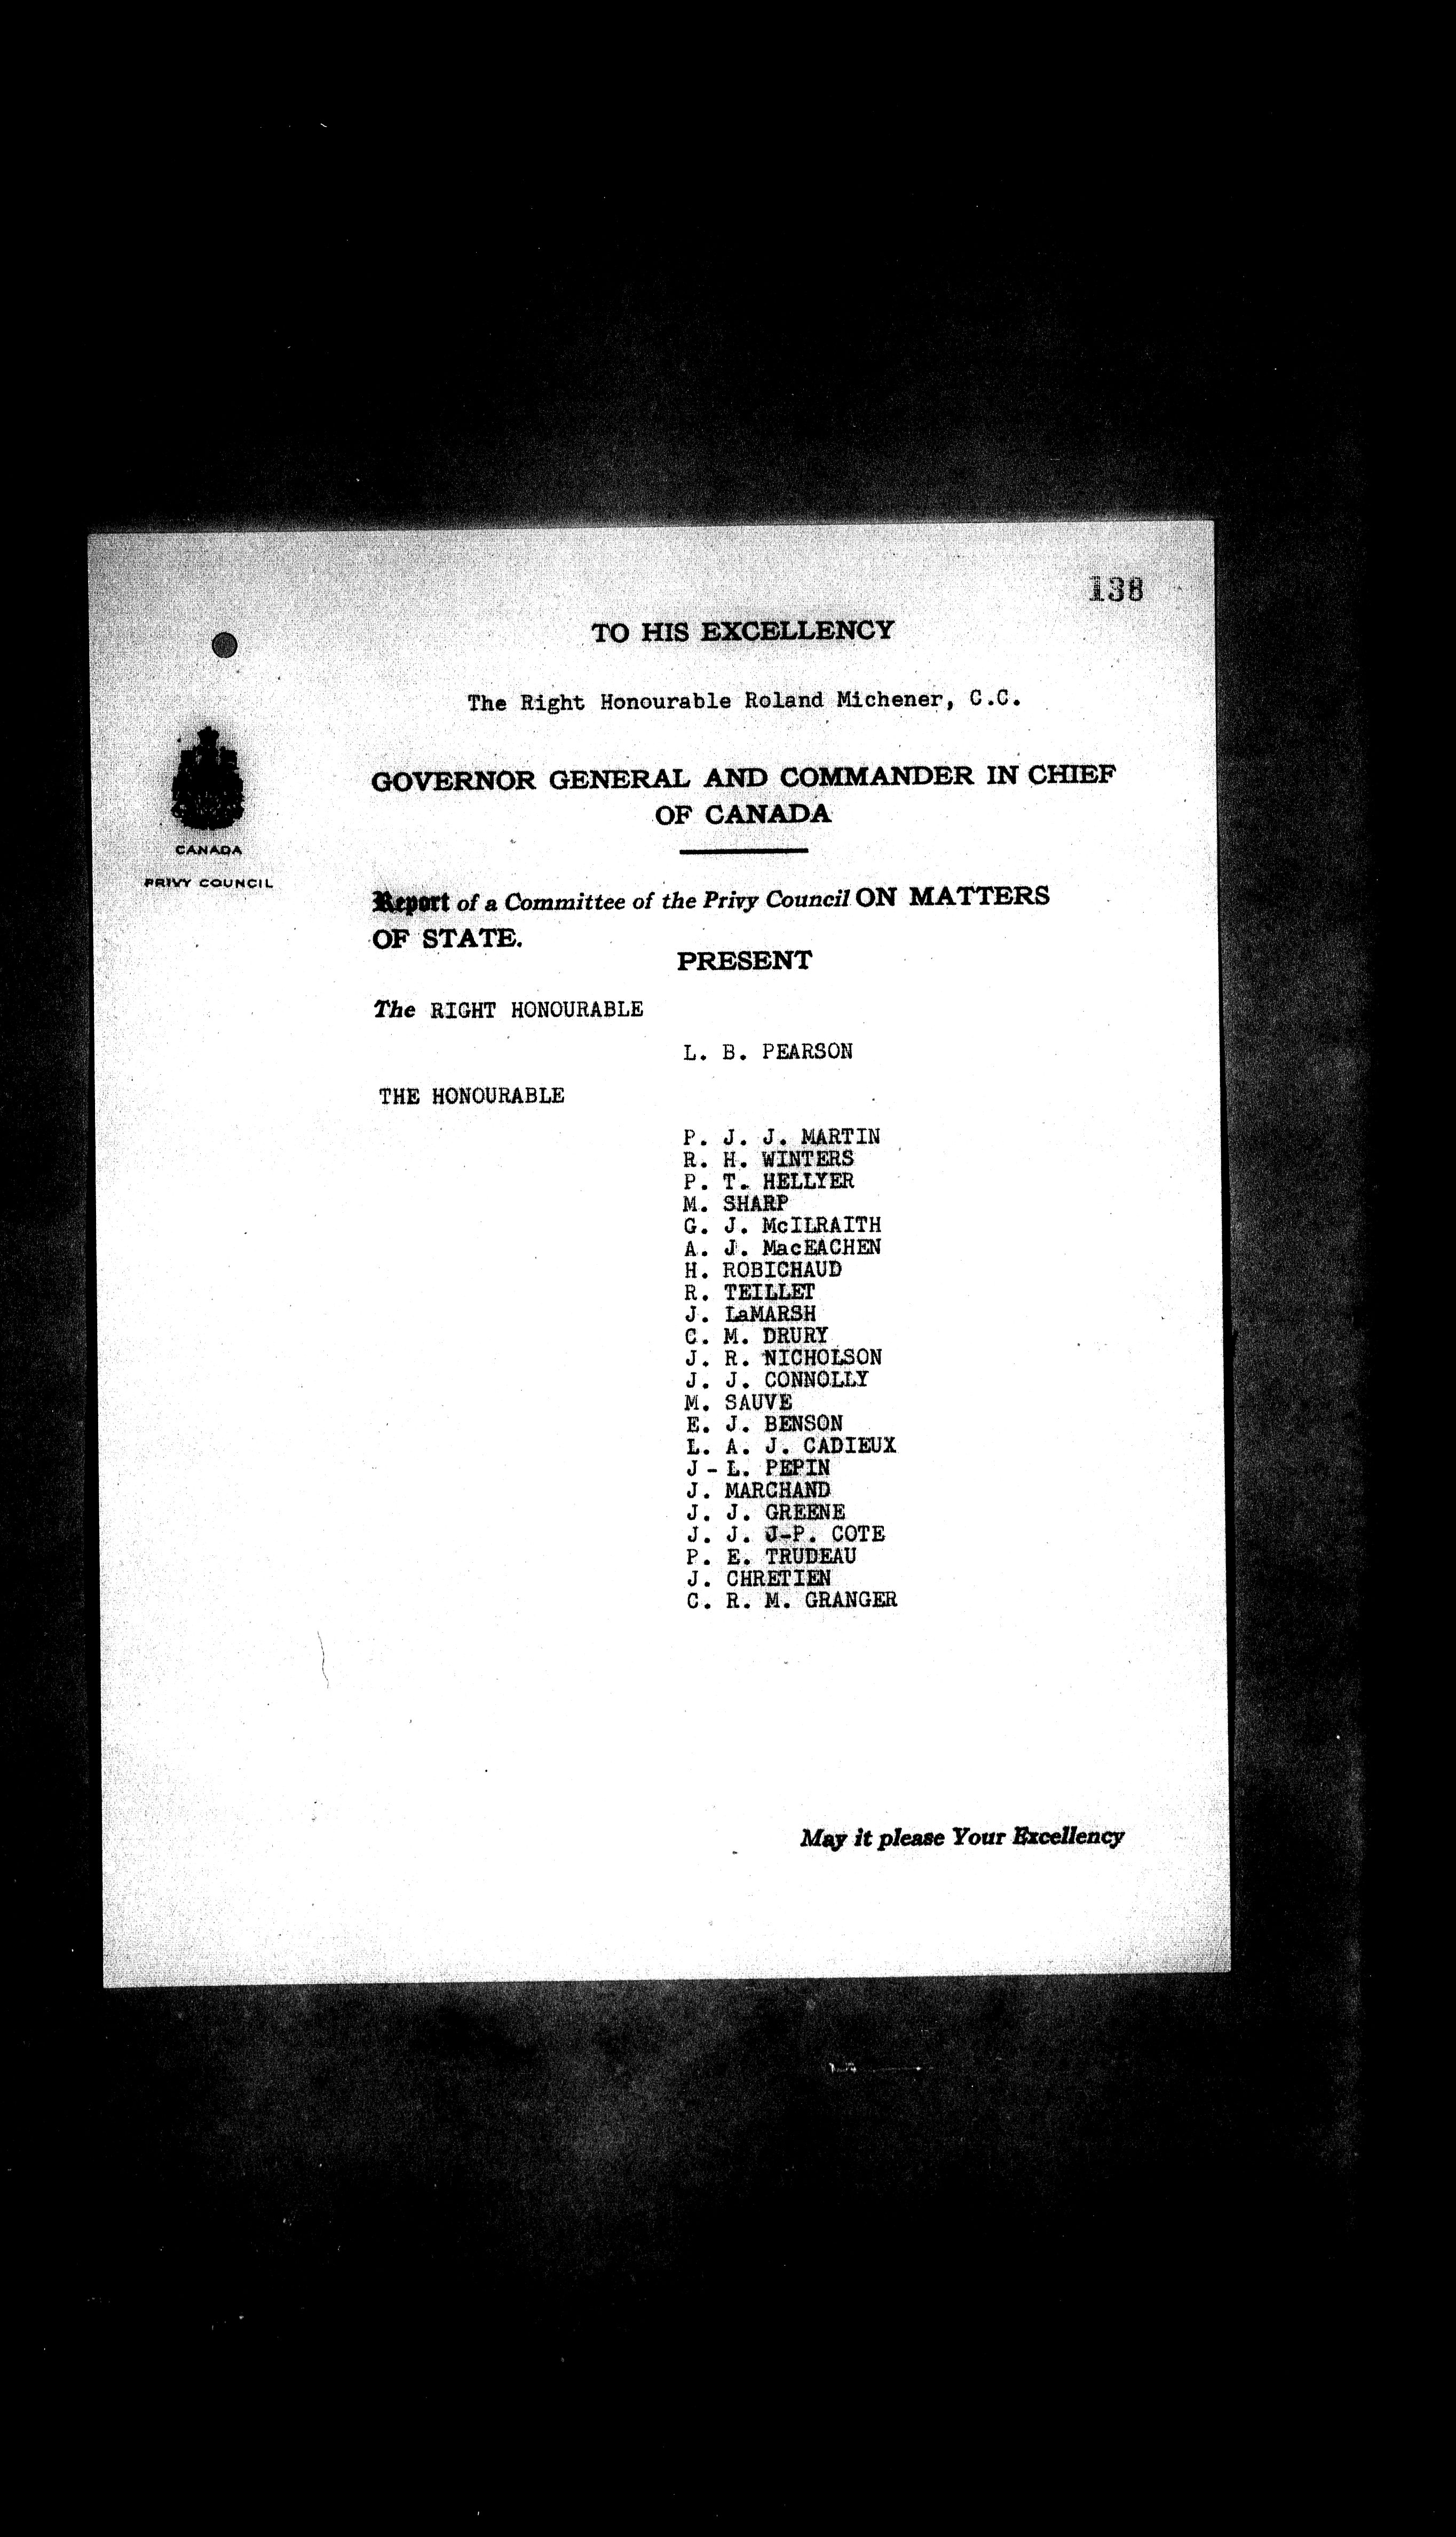 138
TO HIS EXCELLENCY
The Right Honourable Roland Michener, C.C.
GOVERNOR GENERAL AND COMMANDER IN CHIEF
OF CANADA
CANADA
PRIVY COUNCIL
Report of a Committee of the Privy Council ON MATTERS
OF STATE.
PRESENT
The RIGHT HONOURABLE
L. B. PEARSON
THE HONOURABLE
P. J. J. MARTIN
R. H. WINTERS
P. T. HELLYER
M. SHARP
G. J. McILRAITH
A. J. MacEACHEN
H. ROBICHAUD
R. TEILLET
J. LaMARSH
C. M. DRURY
J. R. NICHOLSON
J. J. CONNOLLY
M. SAUVE
E. J. BENSON
L. A. J. CADIEUX
J-L. PEPIN
J. MARCHAND
J. J. GREENE
J. J. J-P. COTE
P. E. TRUDEAU
J. CHRETIEN
C. R. M. GRANGER
May it please Your Excellency